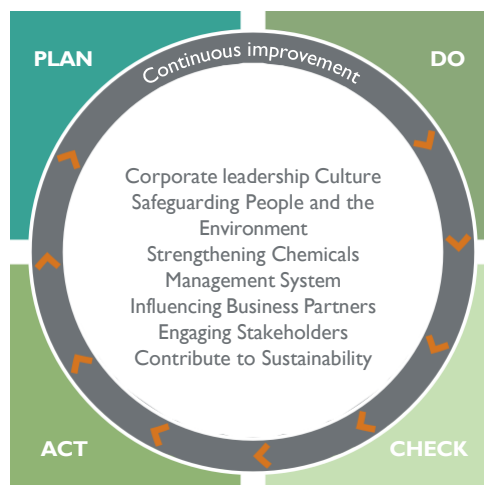 PLAN
DO
Continuous improvement
Corporate leadership Culture
Safeguarding People and the
Environment
Strengthening Chemicals
Management System
Influencing Business Partners
Engaging Stakeholders
Contribute to Sustainability
ACT
CHECK